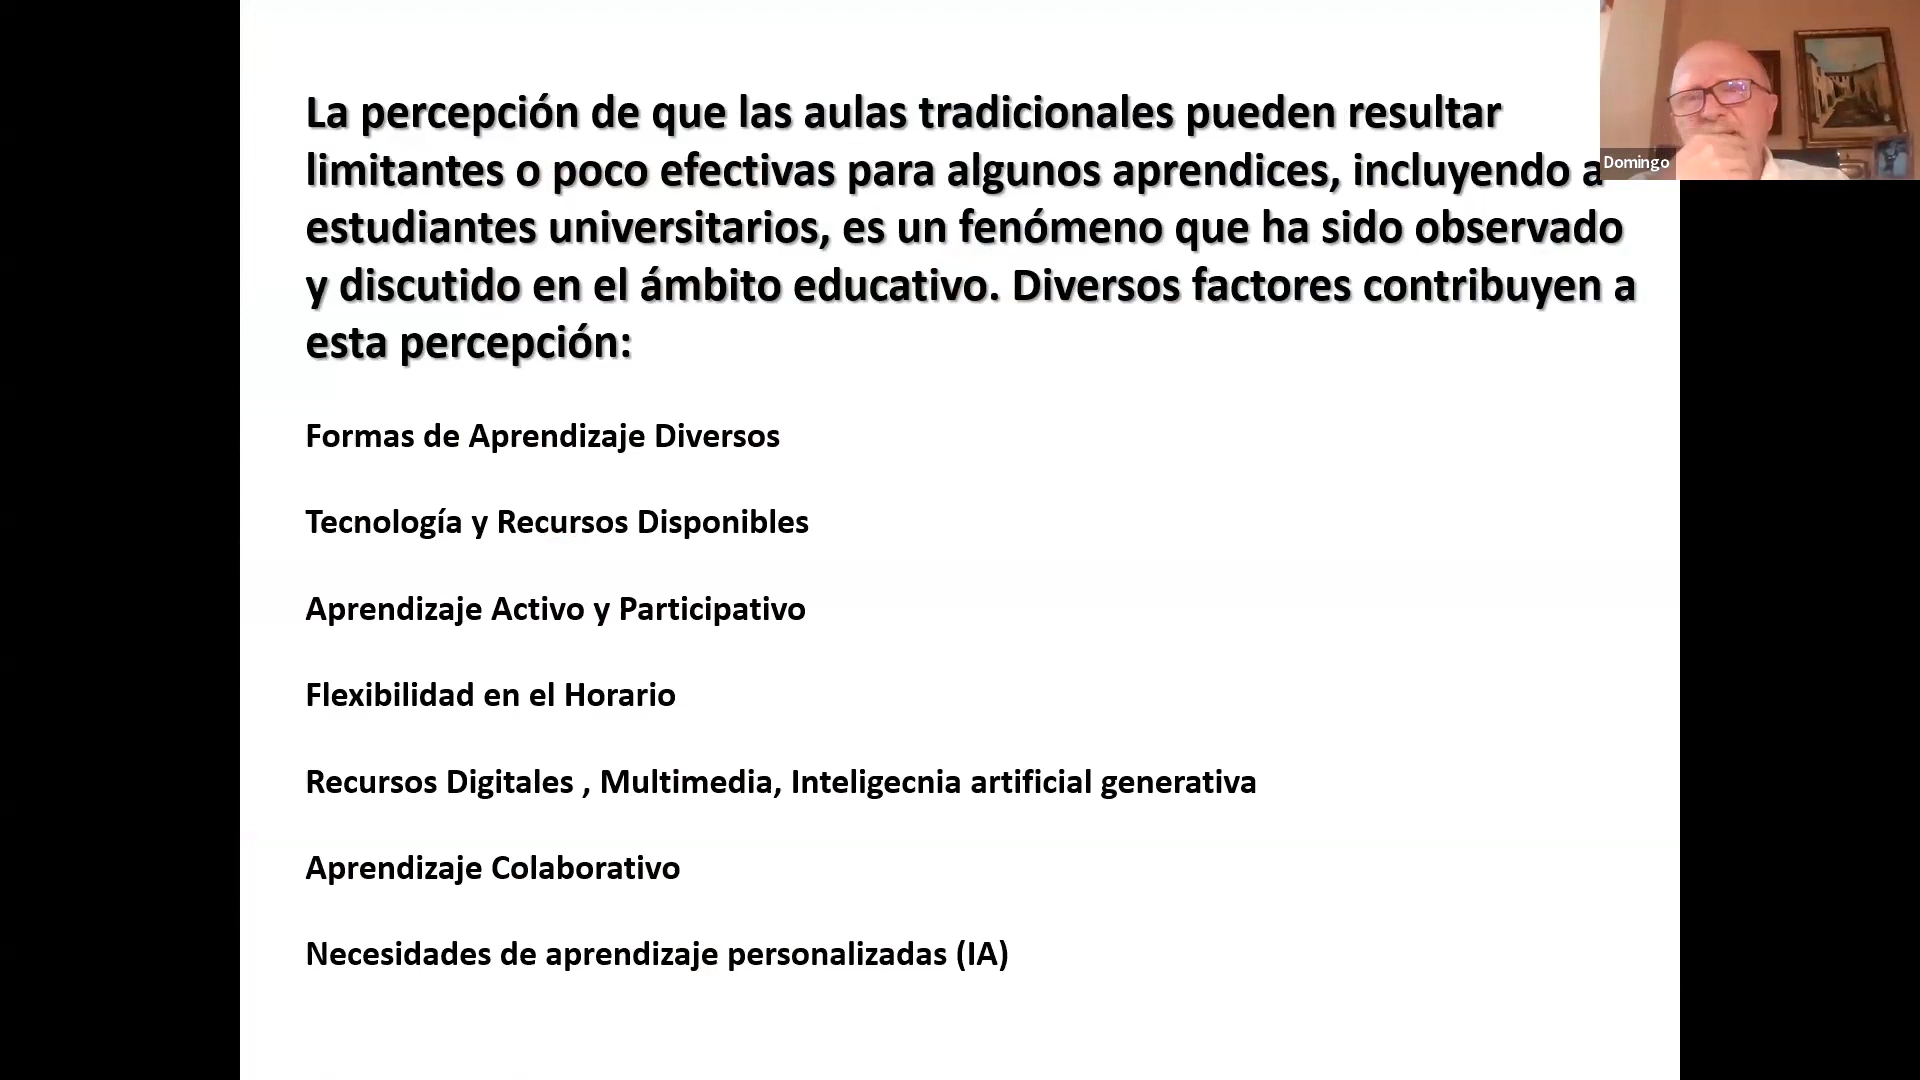 La percepción de que las aulas tradicionales pueden resultar
limitantes o poco efectivas para algunos aprendices, incluyendo a
estudiantes universitarios, es un fenómeno que ha sido observado
y discutido en el ámbito educativo. Diversos factores contribuyen a
esta percepción:
Formas de Aprendizaje Diversos
Tecnología y Recursos Disponibles
Aprendizaje Activo y Participativo
Flexibilidad en el Horario
Recursos Digitales , Multimedia, Inteligecnia artificial generativa
Aprendizaje Colaborativo
Necesidades de aprendizaje personalizadas (IA)
Domingo